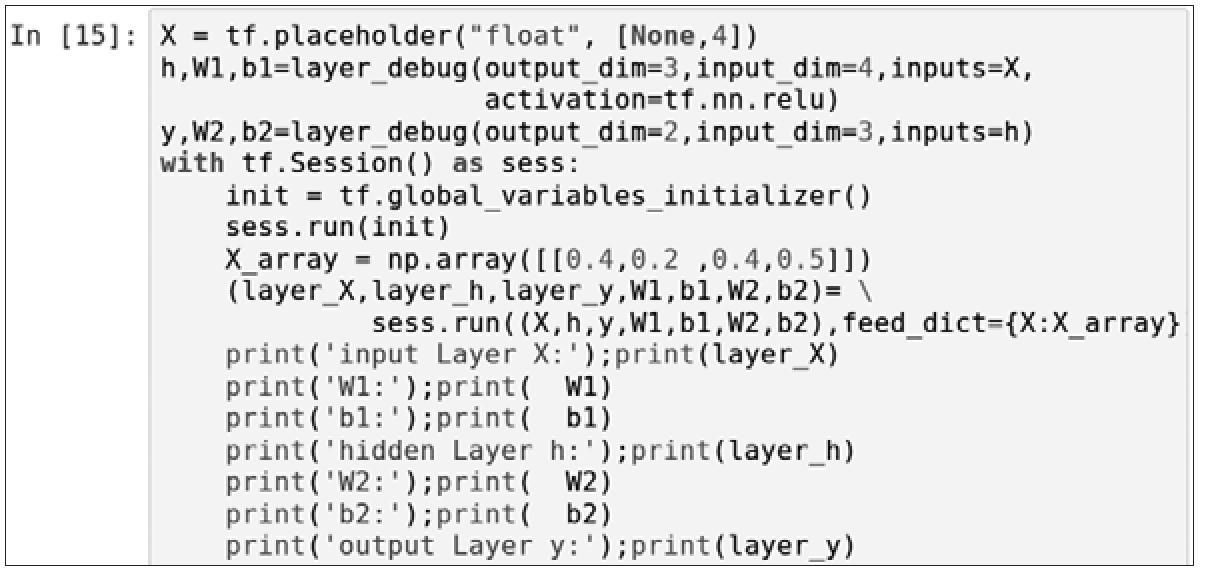 In [15]: X = tf.placeholder("float", [None,4])
h,W1,b1=layer_debug(output_dim=3,input_dim=4,inputs=X,
                    activation=tf.nn.relu)
y,W2,b2=layer_debug(output_dim=2,input_dim=3,inputs=h)
with tf.Session() as sess:
    init = tf.global_variables_initializer()
    sess.run(init)
    X_array = np.array([[0.4,0.2 ,0.4,0.5]])
    (layer_X,layer_h,layer_y,W1,b1,W2,b2)= \
             sess.run((X,h,y,W1,b1,W2,b2),feed_dict={X:X_array}
    print('input Layer X:');print(layer_X)
    print('W1:');print(  W1)
    print('b1:');print(  b1)
    print('hidden Layer h:');print(layer_h)
    print('W2:');print(  W2)
    print('b2:');print(  b2)
    print('output Layer y:');print(layer_y)